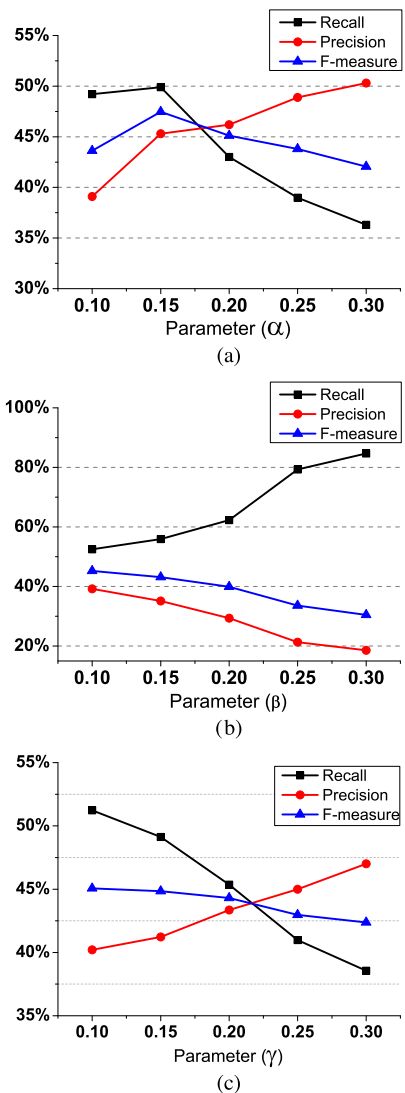 55%
50%
45%
40%
35%
30%
Recall
Precision
F-measure
0.10 0.15 0.20 0.25 0.30
Parameter (α)
(a)
100%
80%
60%
40%
20%
Recall
Precision
F-measure
0.10 0.15 0.20 0.25 0.30
Parameter (β)
(b)
55%
50%
45%
40%
35%
Recall
Precision
F-measure
0.10 0.15 0.20 0.25 0.30
Parameter (γ)
(c)